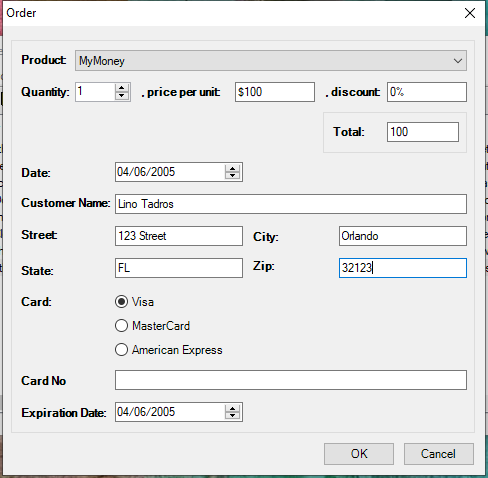 Order
Product: MyMoney
Quantity: 1 , price per unit: $100 , discount: 0%
Total: 100
Date: 04/06/2005
Customer Name: Lino Tadros
Street: 123 Street City: Orlando
State: FL Zip: 32123
Card: Visa
MasterCard
American Express
Card No
Expiration Date: 04/06/2005
OK Cancel